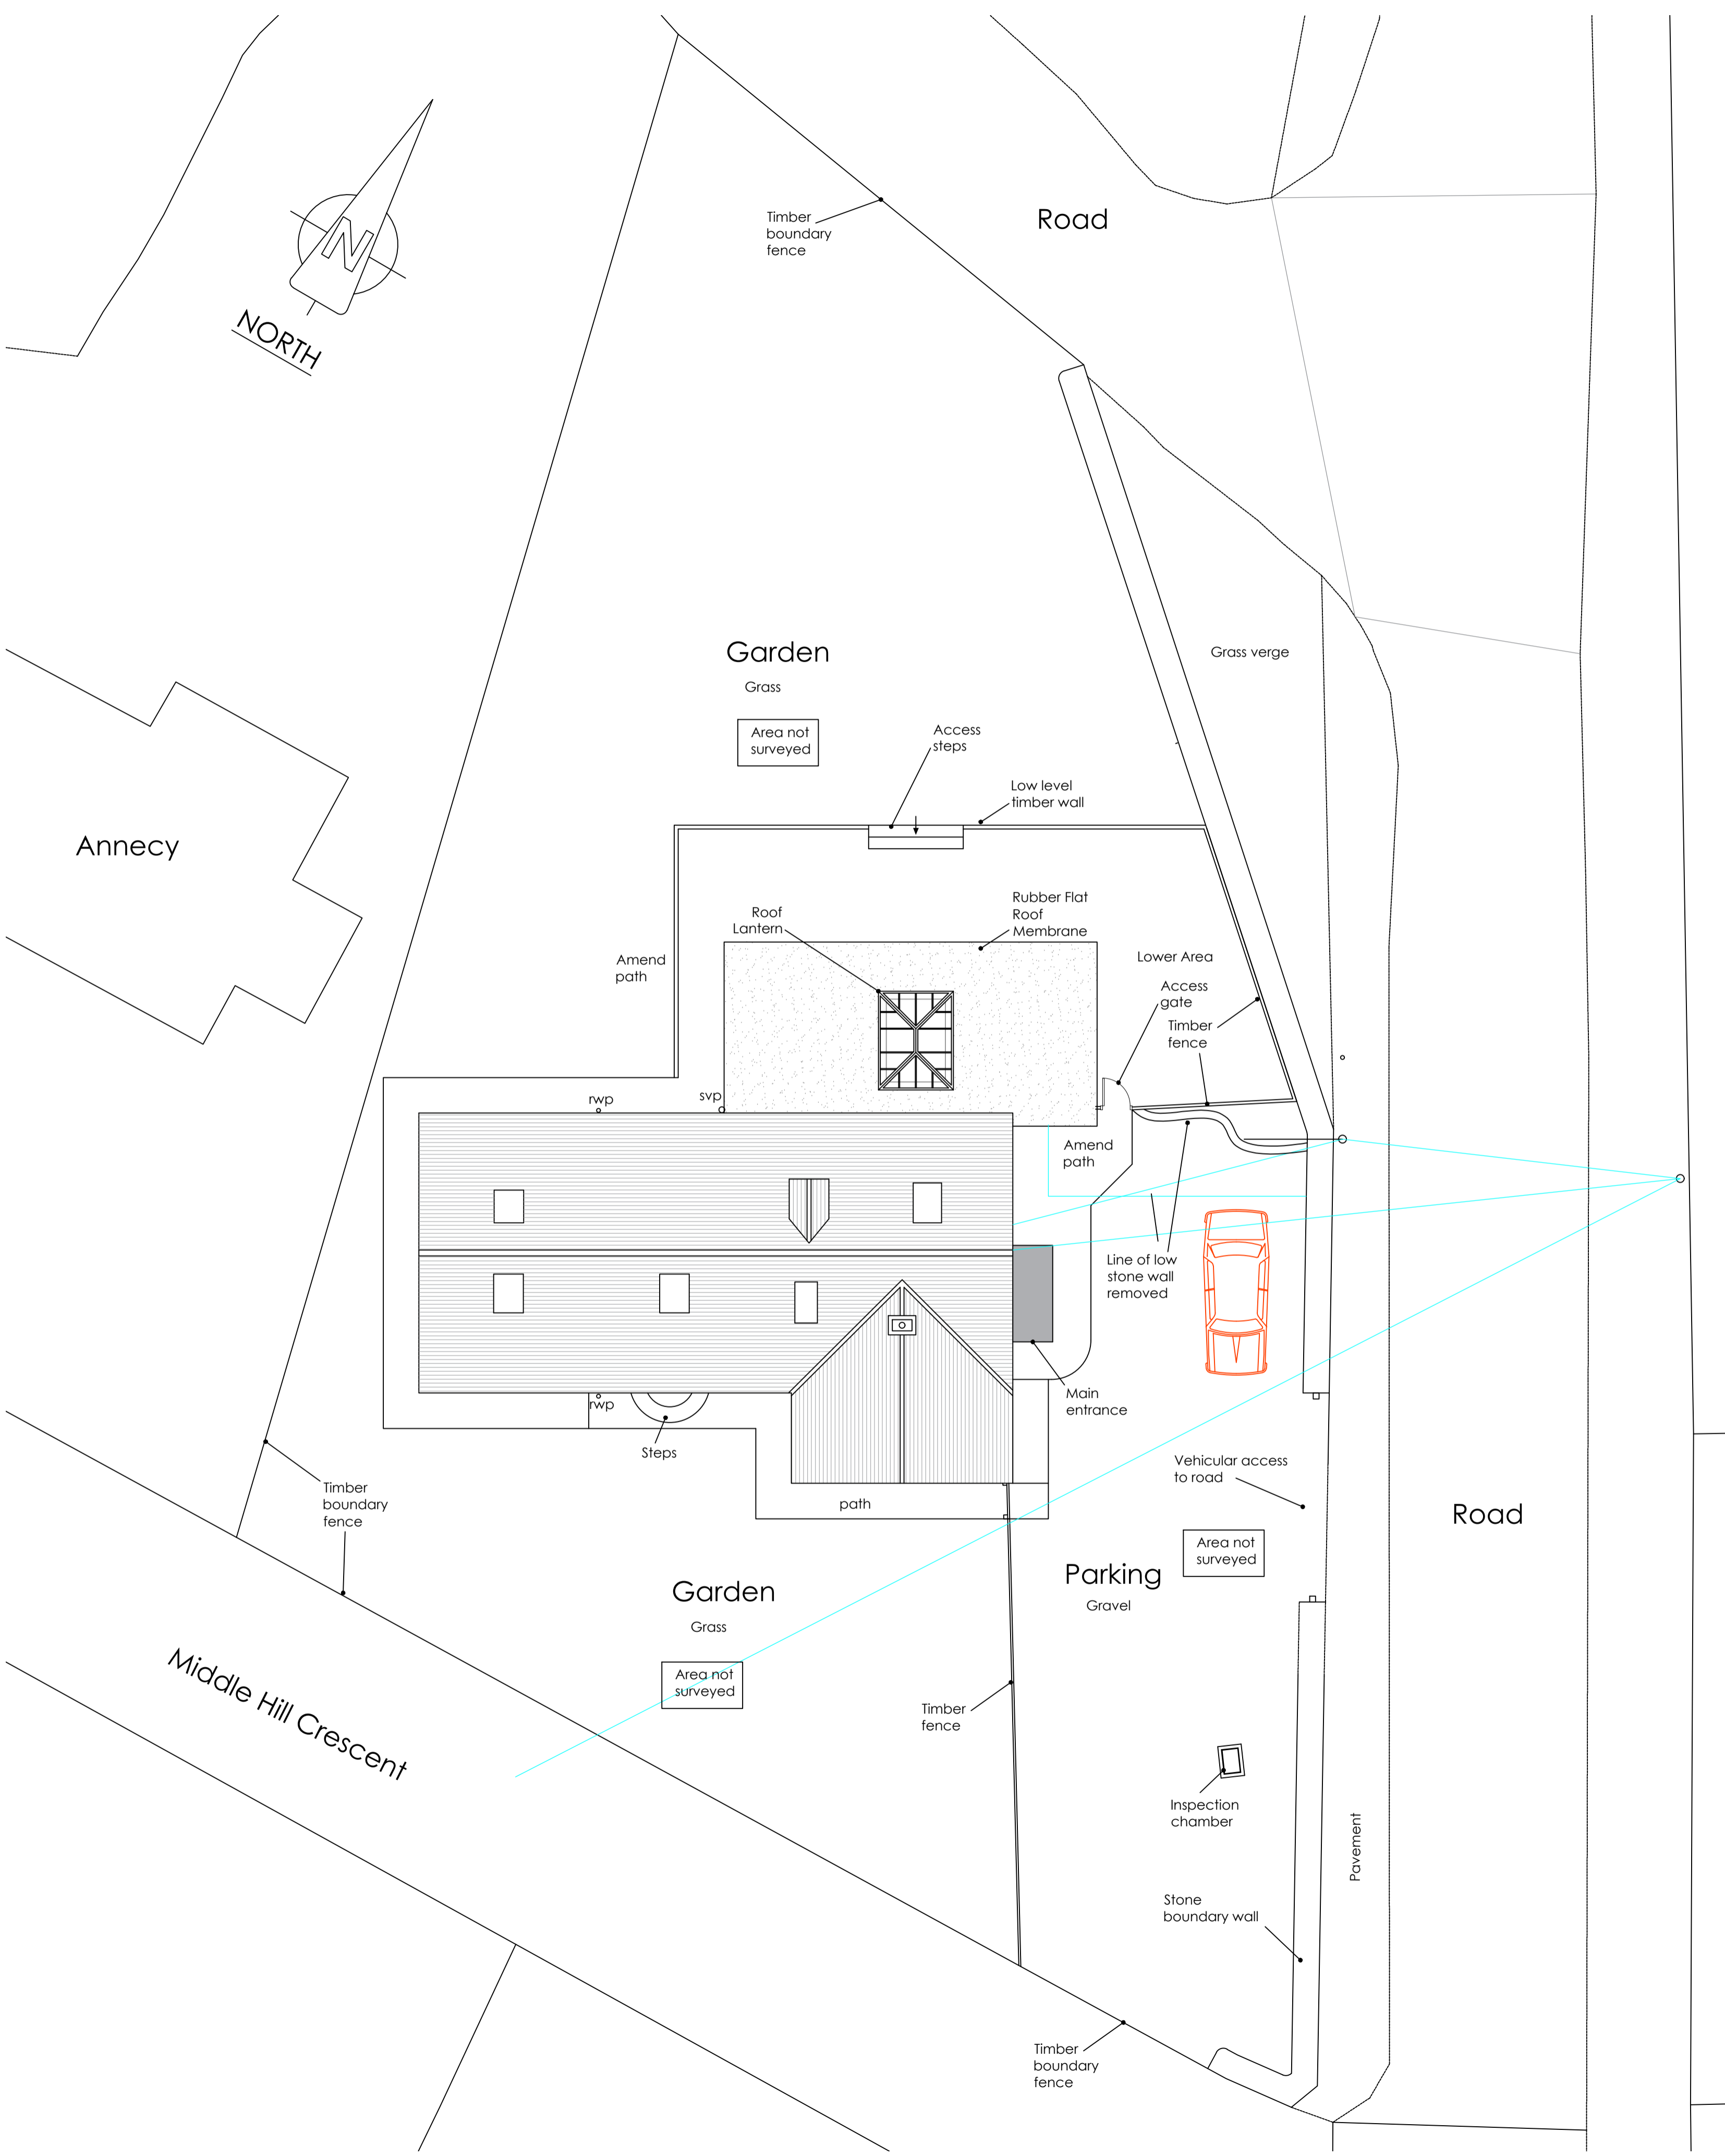 Timber
boundary
fence
Road
N
NORTH
Garden
Grass
Area not
surveyed
Grass verge
Access
steps
Low level
timber wall
Annecy
Rubber Flat
Roof
Membrane
Roof
Lantern
Amend
path
Lower Area
Access
gate
Timber
fence
rwp
svp
Amend
path
Line of low
stone wall
removed
Main
entrance
rwp
Steps
Vehicular access
to road
Timber
boundary
fence
path
Road
Area not
surveyed
Parking
Gravel
Garden
Grass
Area not
surveyed
Middle Hill Crescent
Timber
fence
Inspection
chamber
Pavement
Stone
boundary wall
Timber
boundary
fence